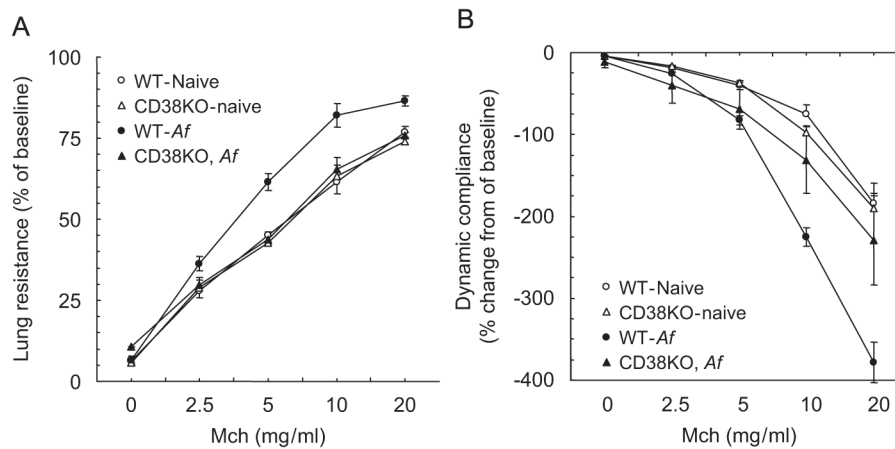 A
100
75
50
25
0
Lung resistance (% of baseline)
WT-Naive
CD38KO-naive
WT-Af
CD38KO, Af
0 2.5 5 10 20
Mch (mg/ml)
B
0
-100
-200
-300
-400
Dynamic compliance
(% change from of baseline)
WT-Naive
CD38KO-naive
WT-Af
CD38KO, Af
0 2.5 5 10 20
Mch (mg/ml)